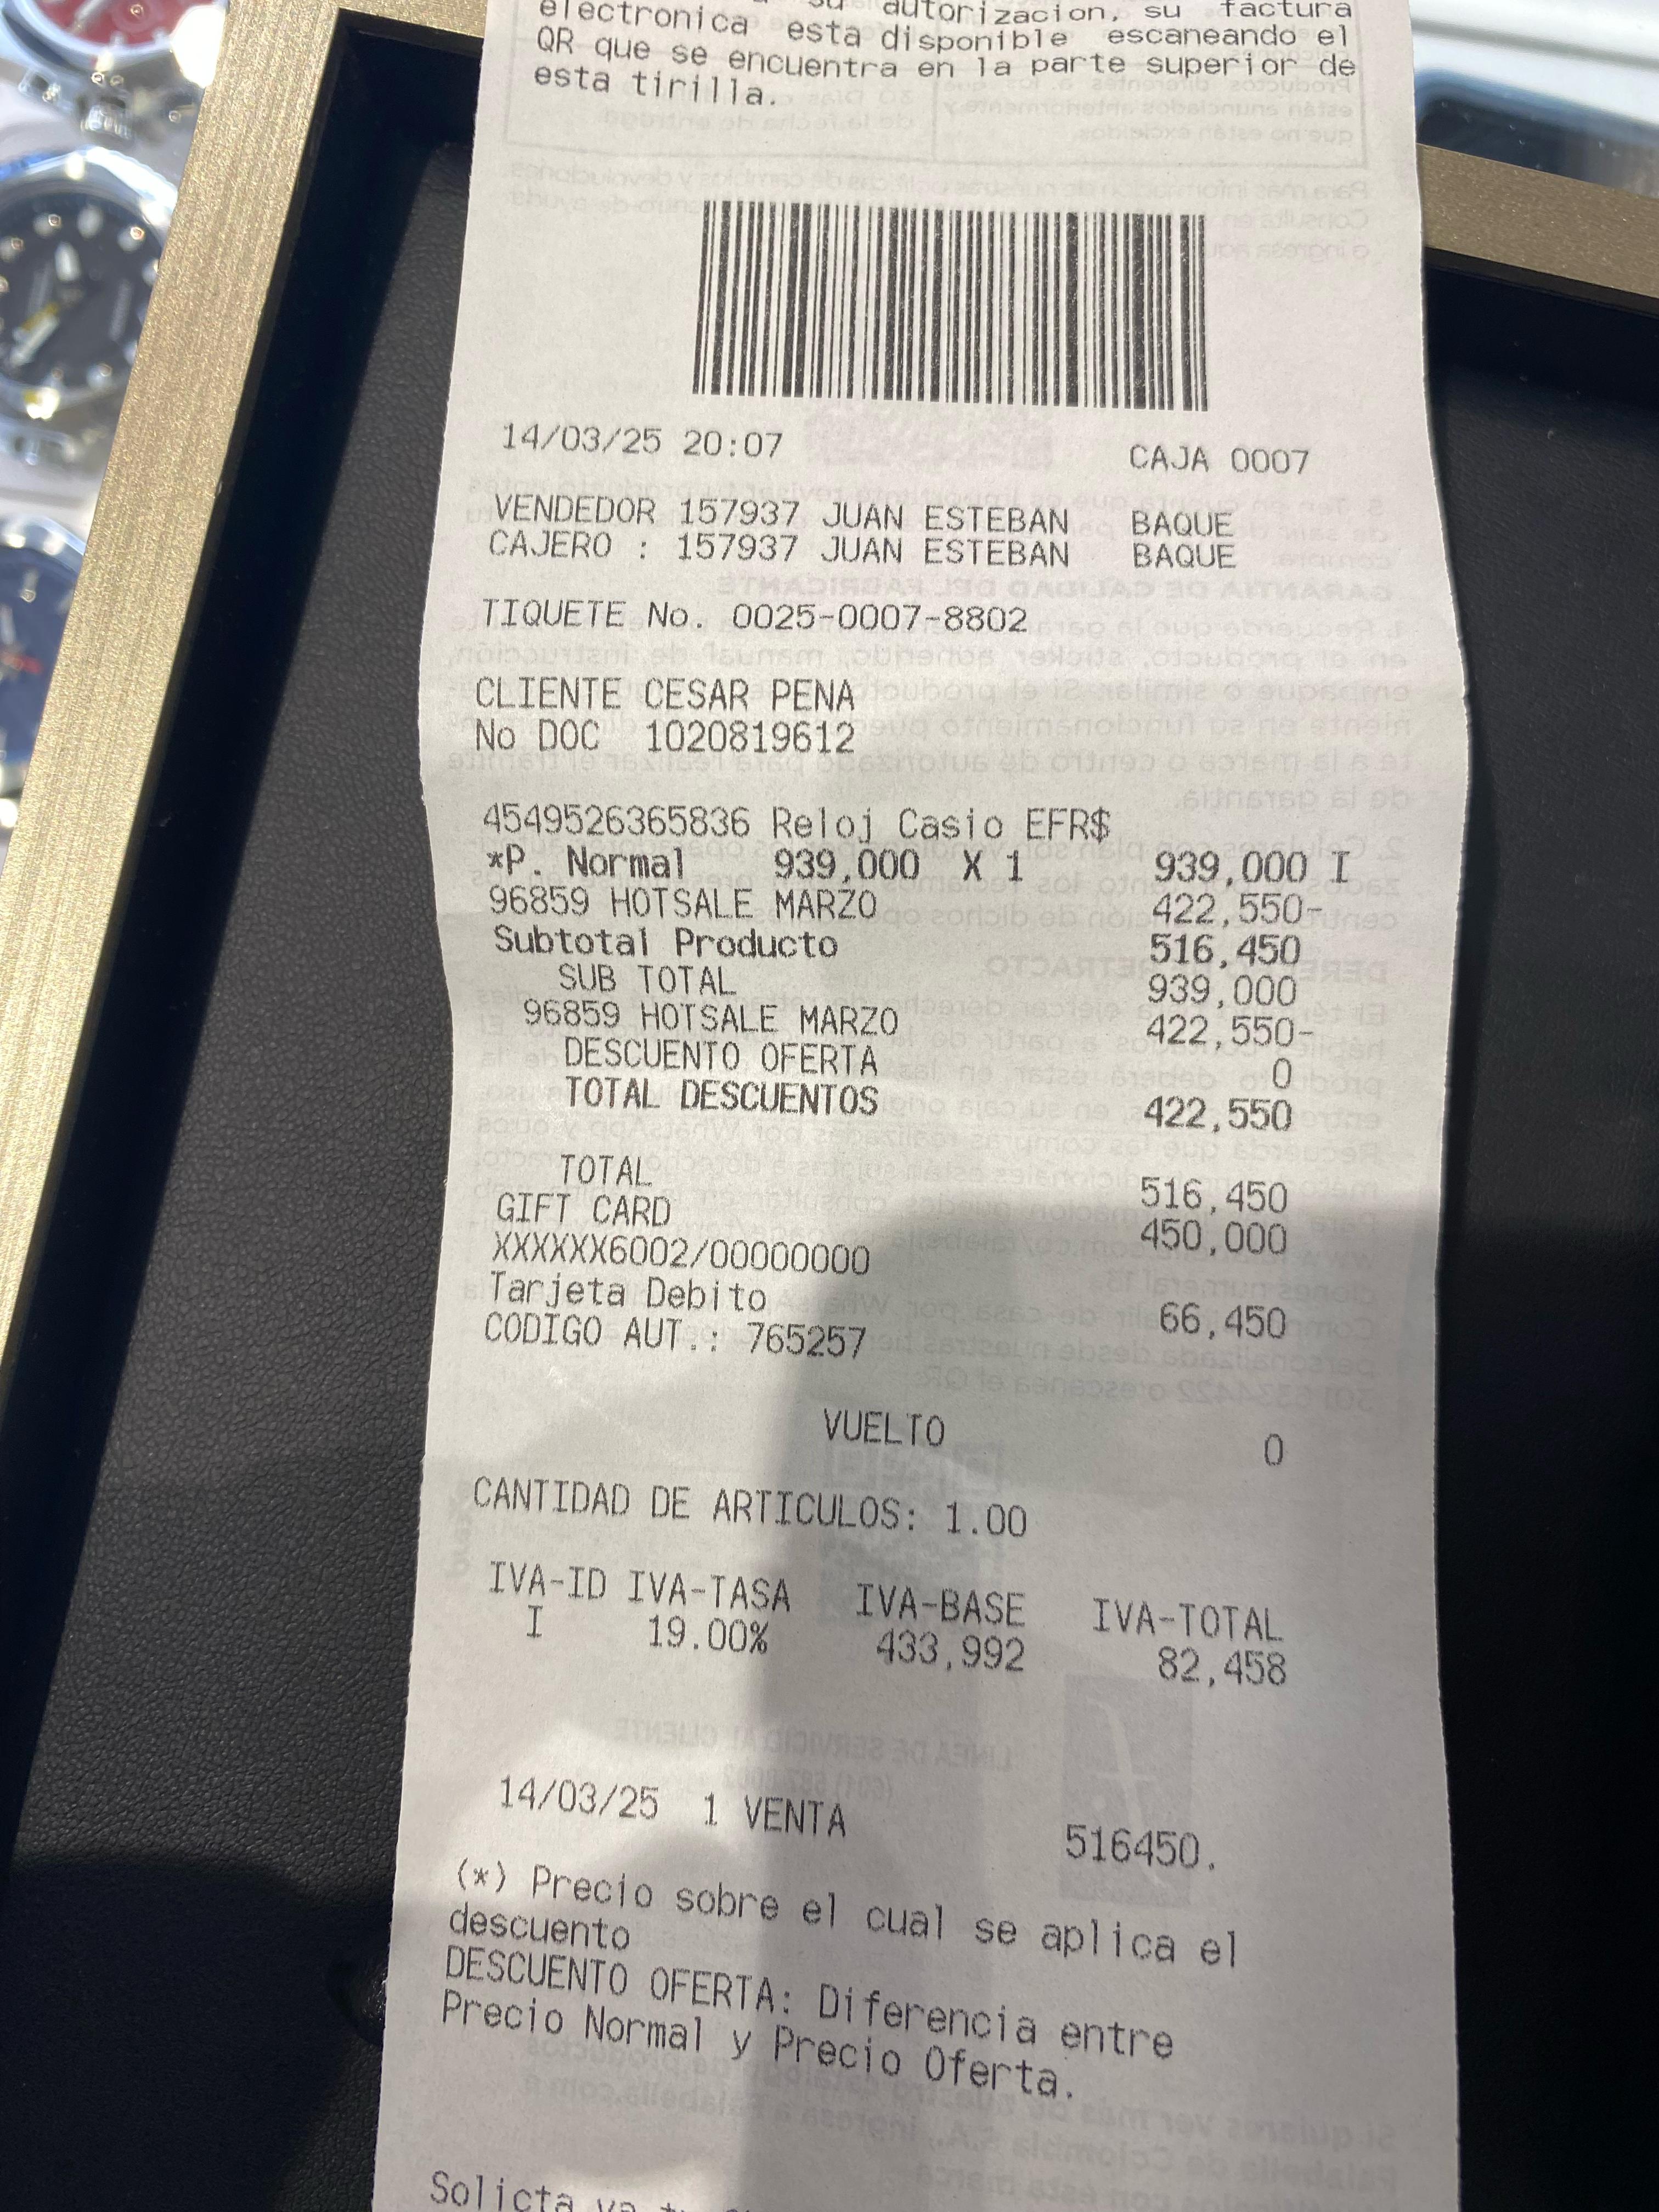 su autorizacion, su factura
electronica esta disponible escaneando el
QR que se encuentra en la parte superior de
esta tirilla.
14/03/25 20:07 CAJA 0007
VENDEDOR 157937 JUAN ESTEBAN BAQUE
CAJERO : 157937 JUAN ESTEBAN BAQUE
TIQUETE No. 0025-0007-8802
CLIENTE CESAR PENA
No DOC 1020819612
4549526365836 Reloj Casio EFR$
*P. Normal 939,000 X 1 939,000 I
96859 HOTSALE MARZO 422,550-
Subtotal Producto 516,450
SUB TOTAL 939,000
96859 HOTSALE MARZO 422,550-
DESCUENTO OFERTA 0
TOTAL DESCUENTOS 422,550
TOTAL 516,450
GIFT CARD 450,000
XXXXXX6002/00000000
Tarjeta Debito 66,450
CODIGO AUT.: 765257
VUELTO 0
CANTIDAD DE ARTICULOS: 1.00
IVA-ID IVA-TASA IVA-BASE IVA-TOTAL
I 19.00% 433,992 82,458
14/03/25 1 VENTA 516450.
(*) Precio sobre el cual se aplica el
descuento
DESCUENTO OFERTA: Diferencia entre
Precio Normal y Precio Oferta.
Solicta ya